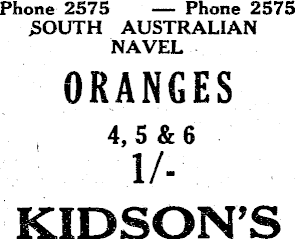 Phone 2575 — Phone 2575
SOUTH AUSTRALIAN
NAVEL
ORANGES
4, 5 & 6
1/-
KIDSON'S